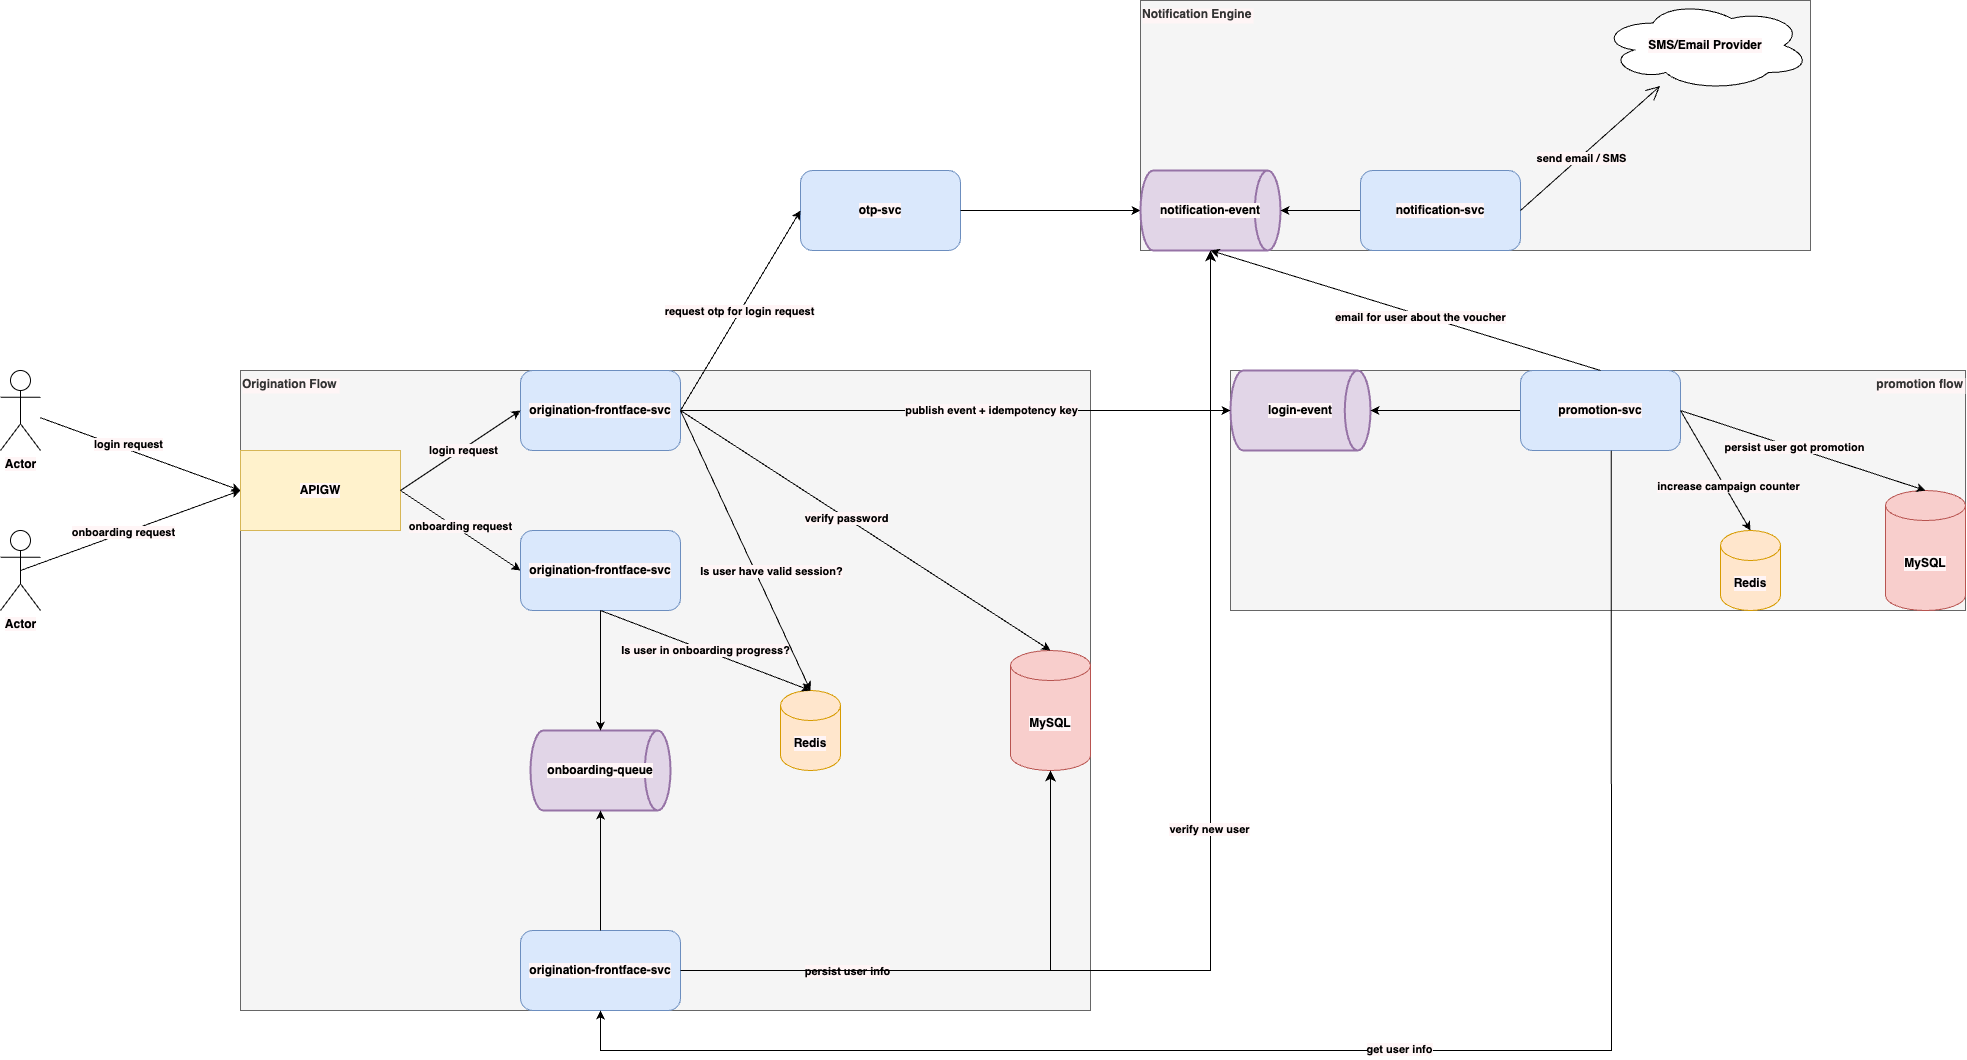 Notification Engine
SMS/Email Provider
send email / SMS
otp-svc
notification-event
notification-svc
request otp for login request
email for user about the voucher
Origination Flow
promotion flow
Actor
login request
origination-frontface-svc
publish event + idempotency key
login-event
promotion-svc
login request
persist user got promotion
increase campaign counter
APIGW
onboarding request
onboarding request
verify password
Is user have valid session?
origination-frontface-svc
Redis
MySQL
Actor
Is user in onboarding progress?
Redis
MySQL
onboarding-queue
verify new user
origination-frontface-svc
persist user info
get user info